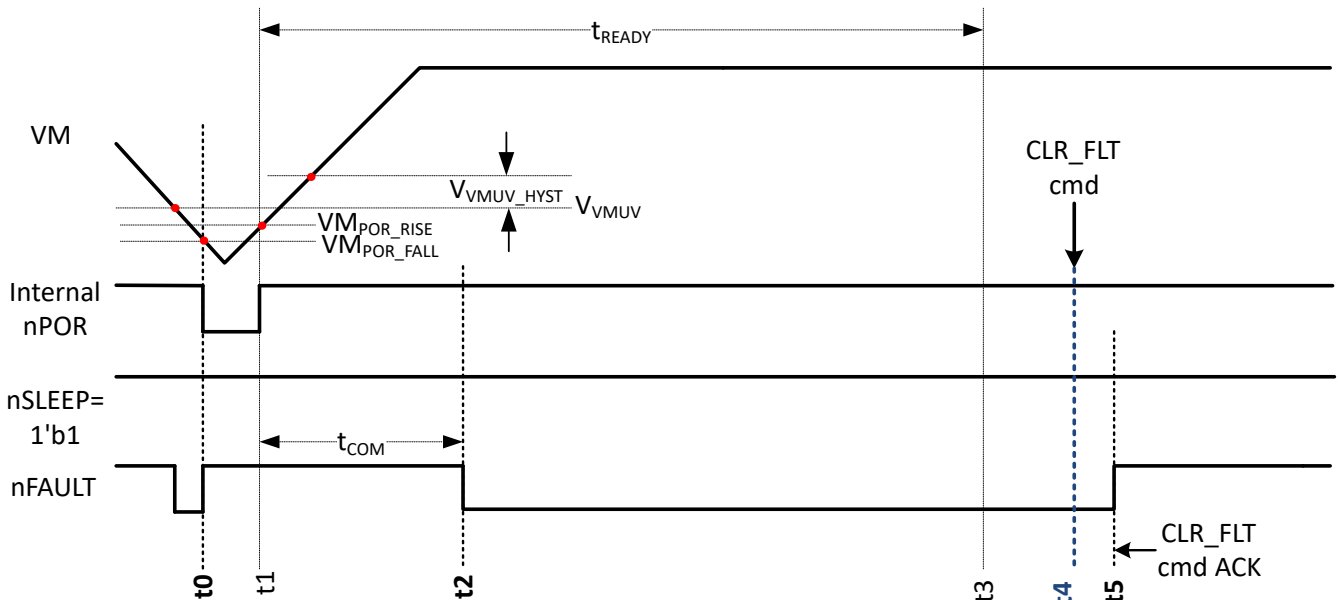 tREADY
VM
CLR_FLT
cmd
VVMUV_HYST
VVMUV
VMPOR_RISE
VMPOR_FALL
Internal
nPOR
nSLEEP=
1'b1
tCOM
nFAULT
CLR_FLT
cmd ACK
t0
t1
t2
t3
t4
t5